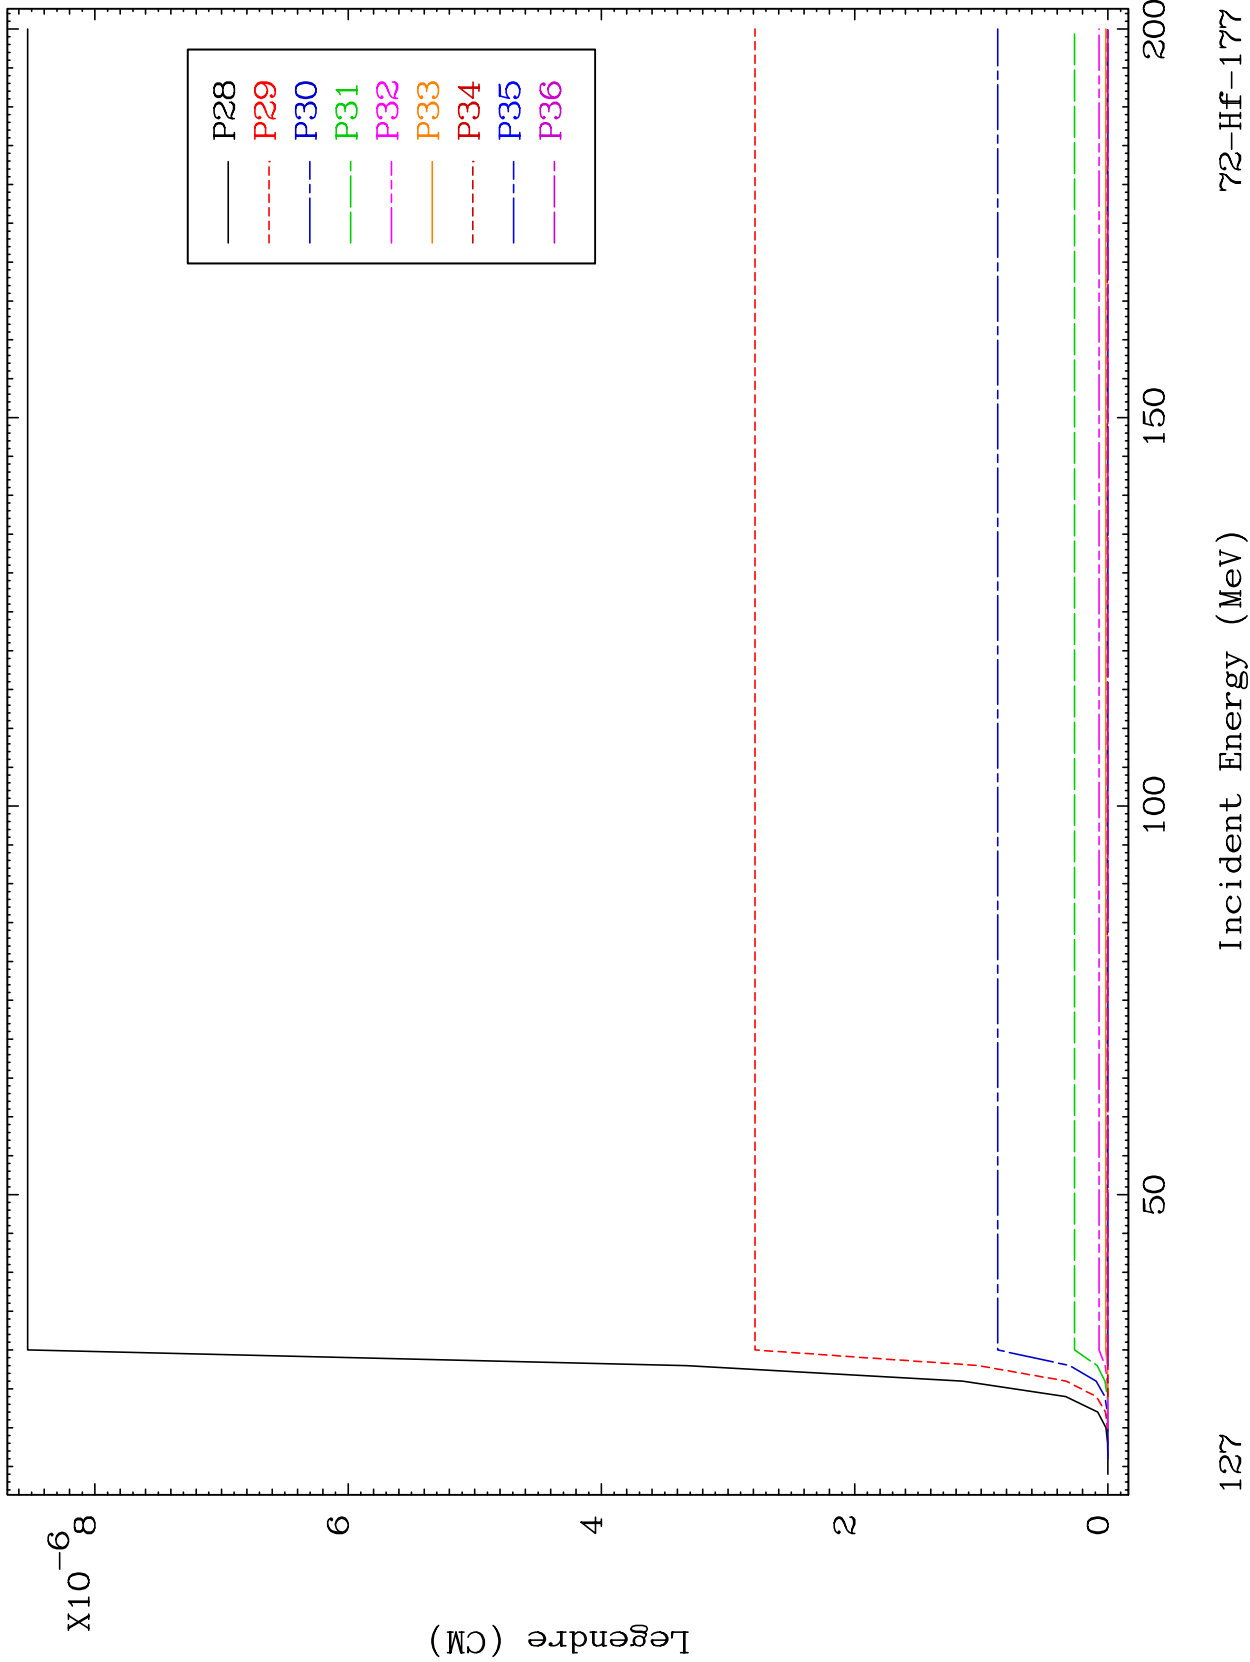 X10-6
8
6
4
2
0
Legendre (CM)
P28
P29
P30
P31
P32
P33
P34
P35
P36
50
100
150
200
127
Incident Energy (MeV)
72-Hf-177